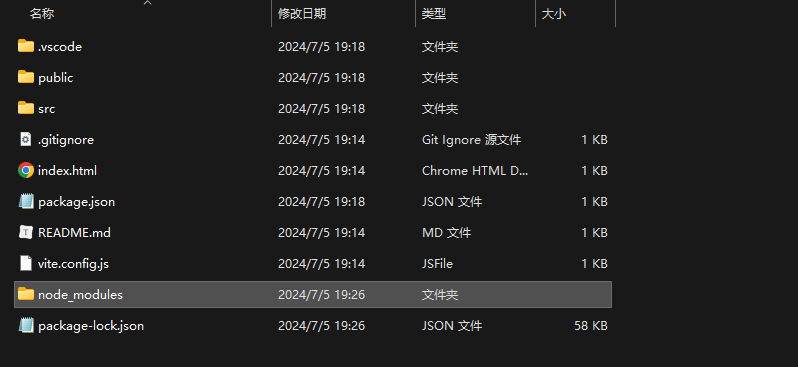 名称 修改日期 类型 大小
.vscode 2024/7/5 19:18 文件夹
public 2024/7/5 19:18 文件夹
src 2024/7/5 19:18 文件夹
.gitignore 2024/7/5 19:14 Git Ignore 源文件 1 KB
index.html 2024/7/5 19:14 Chrome HTML D... 1 KB
package.json 2024/7/5 19:18 JSON 文件 1 KB
README.md 2024/7/5 19:14 MD 文件 1 KB
vite.config.js 2024/7/5 19:14 JSFile 1 KB
node_modules 2024/7/5 19:26 文件夹
package-lock.json 2024/7/5 19:26 JSON 文件 58 KB